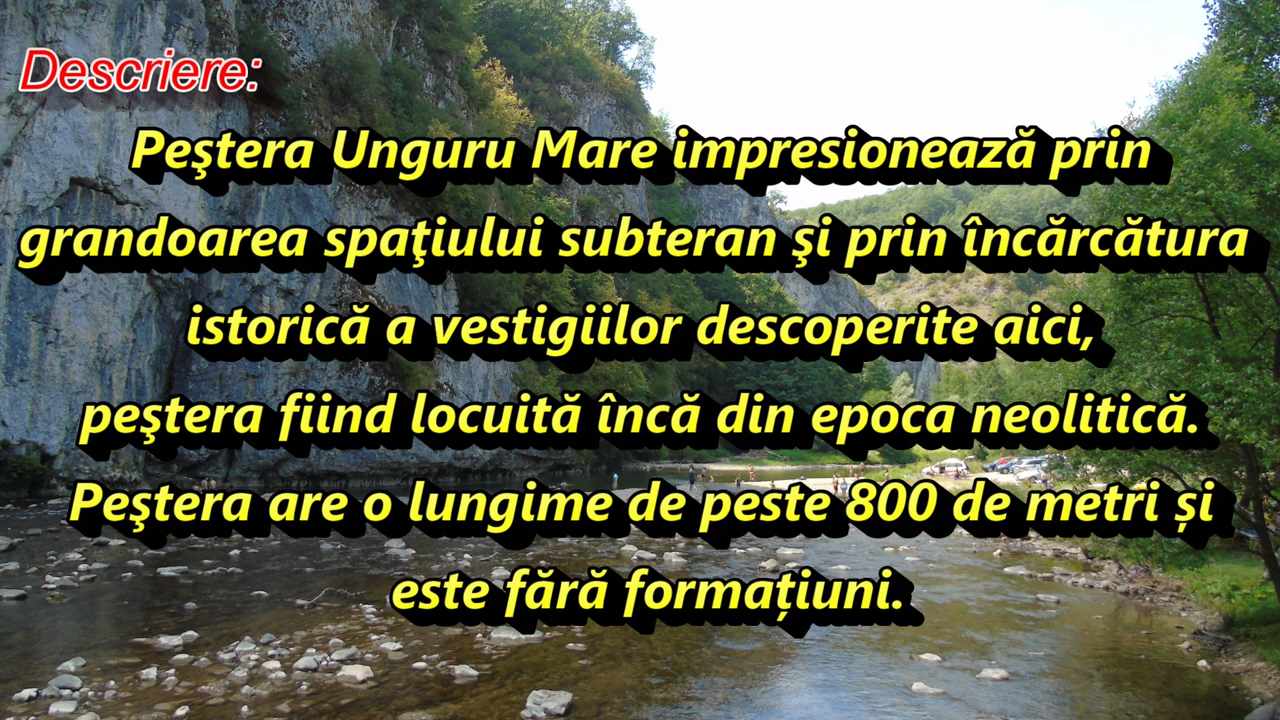 Descriere:
Peştera Unguru Mare impresionează prin
grandoarea spaţiului subteran şi prin încărcătura
istorică a vestigiilor descoperite aici,
peştera fiind locuită încă din epoca neolitică.
Peştera are o lungime de peste 800 de metri și
este fără formațiuni.